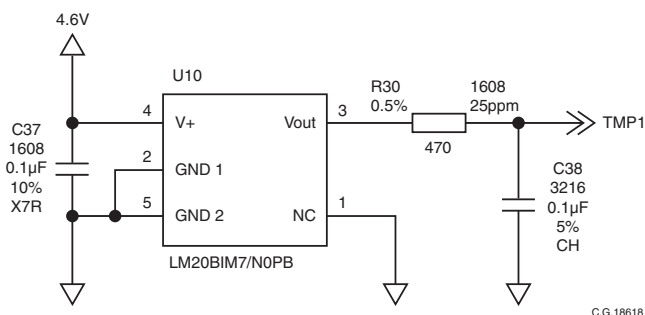 4.6V
U10
C37
1608
0.1µF
10%
X7R
4
V+
2
GND 1
5
GND 2
Vout
3
NC
1
LM20BIM7/N0PB
R30
0.5%
1608
25ppm
470
TMP1
C38
3216
0.1µF
5%
CH
C.G.18618